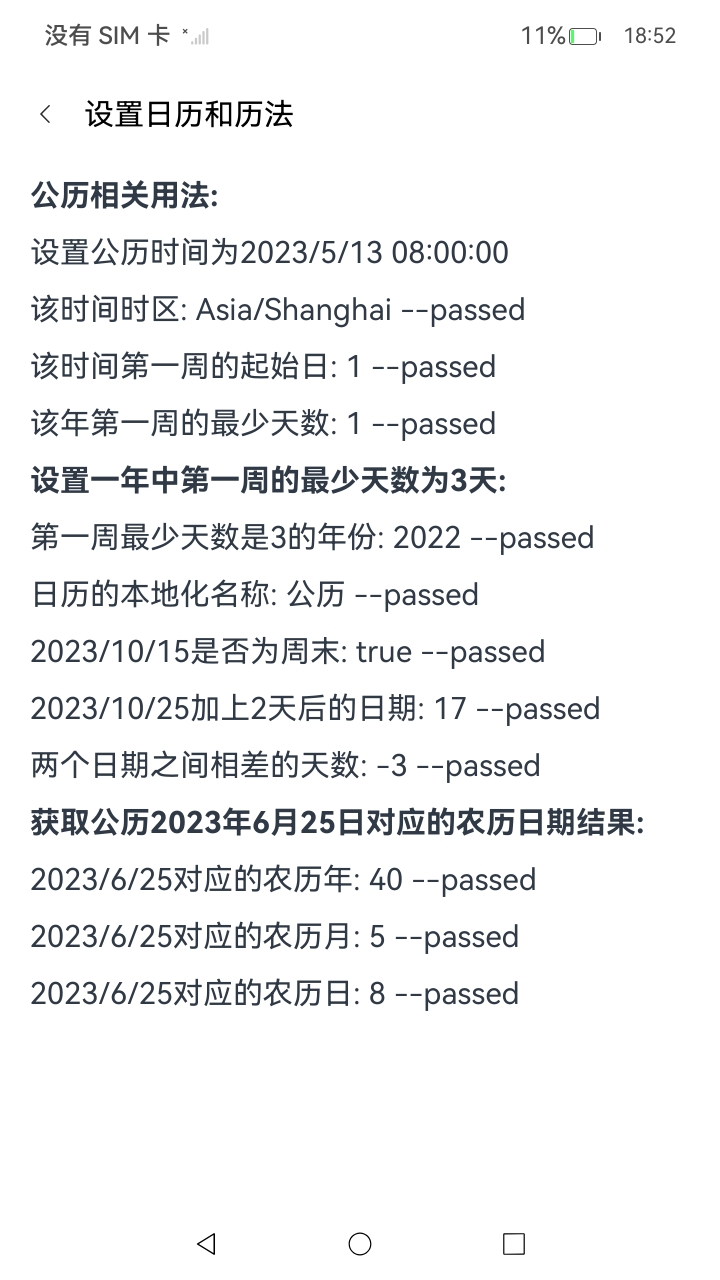 没有 SIM 卡
11%
18:52
设置日历和历法
公历相关用法:
设置公历时间为2023/5/13 08:00:00
该时间时区: Asia/Shanghai --passed
该时间第一周的起始日: 1 --passed
该年第一周的最少天数: 1 --passed
设置一年中第一周的最少天数为3天:
第一周最少天数是3的年份: 2022 --passed
日历的本地化名称: 公历 --passed
2023/10/15是否为周末: true --passed
2023/10/25加上2天后的日期: 17 --passed
两个日期之间相差的天数: -3 --passed
获取公历2023年6月25日对应的农历日期结果:
2023/6/25对应的农历年: 40 --passed
2023/6/25对应的农历月: 5 --passed
2023/6/25对应的农历日: 8 --passed